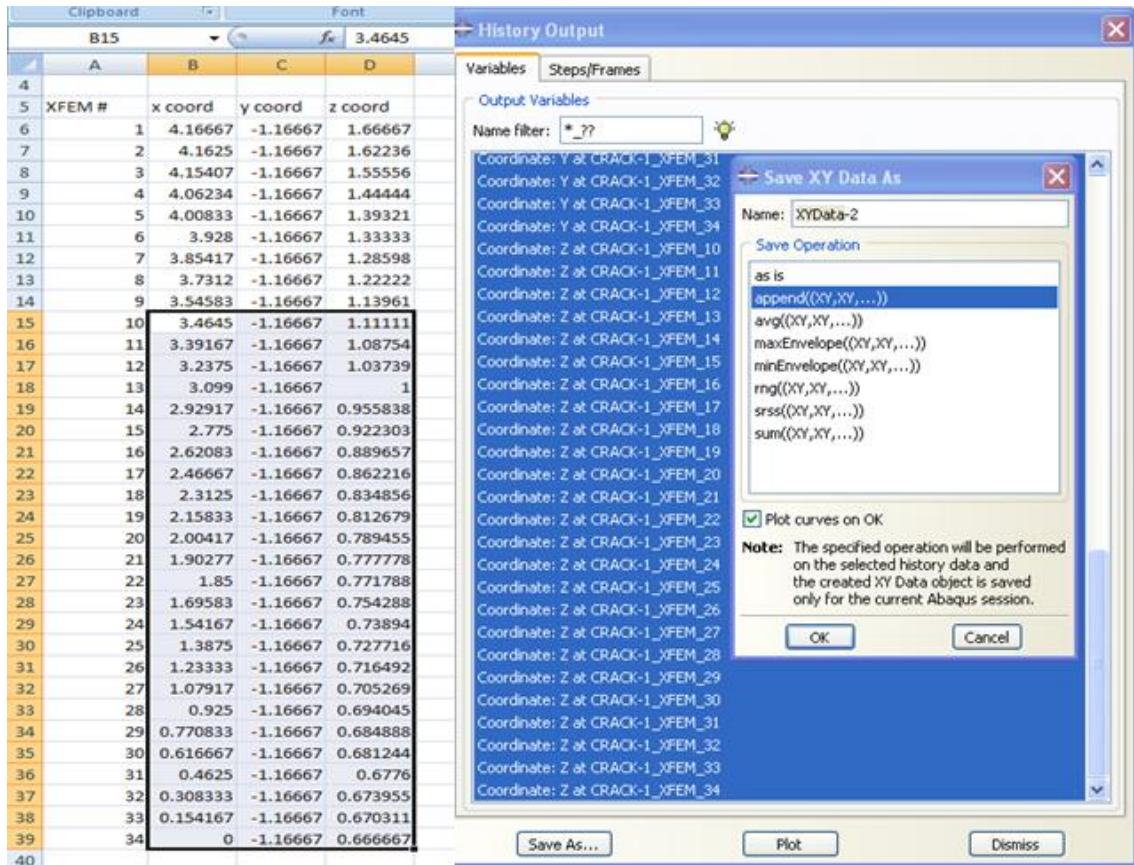 Clipboard Font
B15 fx 3.4645
A B C D
4
5 XFEM # x coord y coord z coord
6 1 4.16667 -1.16667 1.66667
7 2 4.1625 -1.16667 1.62236
8 3 4.15407 -1.16667 1.55556
9 4 4.06234 -1.16667 1.44444
10 5 4.00833 -1.16667 1.39321
11 6 3.928 -1.16667 1.33333
12 7 3.85417 -1.16667 1.28598
13 8 3.7312 -1.16667 1.22222
14 9 3.54583 -1.16667 1.13961
15 10 3.4645 -1.16667 1.11111
16 11 3.39167 -1.16667 1.08754
17 12 3.2375 -1.16667 1.03739
18 13 3.099 -1.16667 1
19 14 2.92917 -1.16667 0.955838
20 15 2.775 -1.16667 0.922303
21 16 2.62083 -1.16667 0.889657
22 17 2.46667 -1.16667 0.862216
23 18 2.3125 -1.16667 0.834856
24 19 2.15833 -1.16667 0.812679
25 20 2.00417 -1.16667 0.789455
26 21 1.90277 -1.16667 0.777778
27 22 1.85 -1.16667 0.771788
28 23 1.69583 -1.16667 0.754288
29 24 1.54167 -1.16667 0.73894
30 25 1.3875 -1.16667 0.727716
31 26 1.23333 -1.16667 0.716492
32 27 1.07917 -1.16667 0.705269
33 28 0.925 -1.16667 0.694045
34 29 0.770833 -1.16667 0.684888
35 30 0.616667 -1.16667 0.681244
36 31 0.4625 -1.16667 0.6776
37 32 0.308333 -1.16667 0.673955
38 33 0.154167 -1.16667 0.670311
39 34 0 -1.16667 0.666667
40
History Output
Variables Steps/Frames
Output Variables
Name filter: *_??
Coordinate: Y at CRACK-1_XFEM_31
Coordinate: Y at CRACK-1_XFEM_32
Coordinate: Y at CRACK-1_XFEM_33
Coordinate: Y at CRACK-1_XFEM_34
Coordinate: Z at CRACK-1_XFEM_10
Coordinate: Z at CRACK-1_XFEM_11
Coordinate: Z at CRACK-1_XFEM_12
Coordinate: Z at CRACK-1_XFEM_13
Coordinate: Z at CRACK-1_XFEM_14
Coordinate: Z at CRACK-1_XFEM_15
Coordinate: Z at CRACK-1_XFEM_16
Coordinate: Z at CRACK-1_XFEM_17
Coordinate: Z at CRACK-1_XFEM_18
Coordinate: Z at CRACK-1_XFEM_19
Coordinate: Z at CRACK-1_XFEM_20
Coordinate: Z at CRACK-1_XFEM_21
Coordinate: Z at CRACK-1_XFEM_22
Coordinate: Z at CRACK-1_XFEM_23
Coordinate: Z at CRACK-1_XFEM_24
Coordinate: Z at CRACK-1_XFEM_25
Coordinate: Z at CRACK-1_XFEM_26
Coordinate: Z at CRACK-1_XFEM_27
Coordinate: Z at CRACK-1_XFEM_28
Coordinate: Z at CRACK-1_XFEM_29
Coordinate: Z at CRACK-1_XFEM_30
Coordinate: Z at CRACK-1_XFEM_31
Coordinate: Z at CRACK-1_XFEM_32
Coordinate: Z at CRACK-1_XFEM_33
Coordinate: Z at CRACK-1_XFEM_34
Save As... Plot Dismiss
Save XY Data As
Name: XYData-2
Save Operation
as is
append((XY,XY,...))
avg((XY,XY,...))
maxEnvelope((XY,XY,...))
minEnvelope((XY,XY,...))
rng((XY,XY,...))
srss((XY,XY,...))
sum((XY,XY,...))
Plot curves on OK
Note: The specified operation will be performed
on the selected history data and
the created XY Data object is saved
only for the current Abaqus session.
OK Cancel